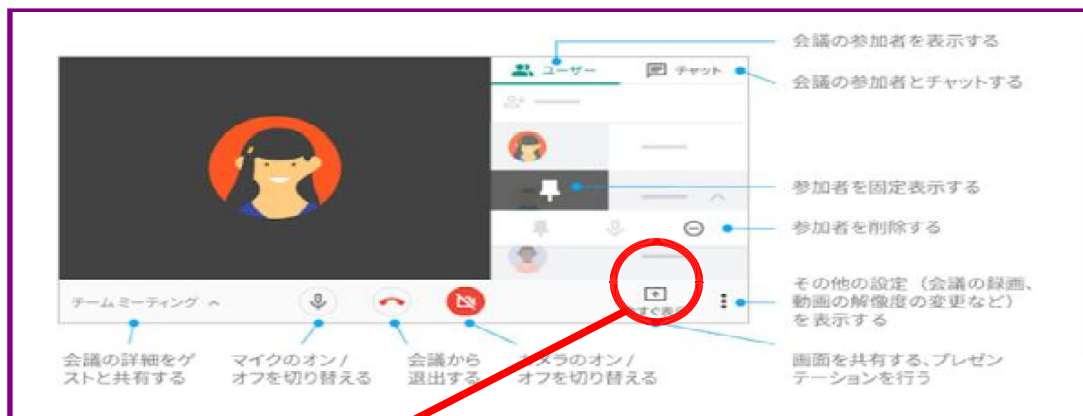 会議の参加者を表示する
ユーザー
チャット
会議の参加者とチャットする
参加者を固定表示する
参加者を削除する
チームミーティング
すぐ表示
その他の設定（会議の録画、
動画の解像度の変更など）
を表示する
会議の詳細をゲ
ストと共有する
マイクのオン /
オフを切り替える
会議から
退出する
カメラのオン /
オフを切り替える
画面を共有する、プレゼン
テーションを行う